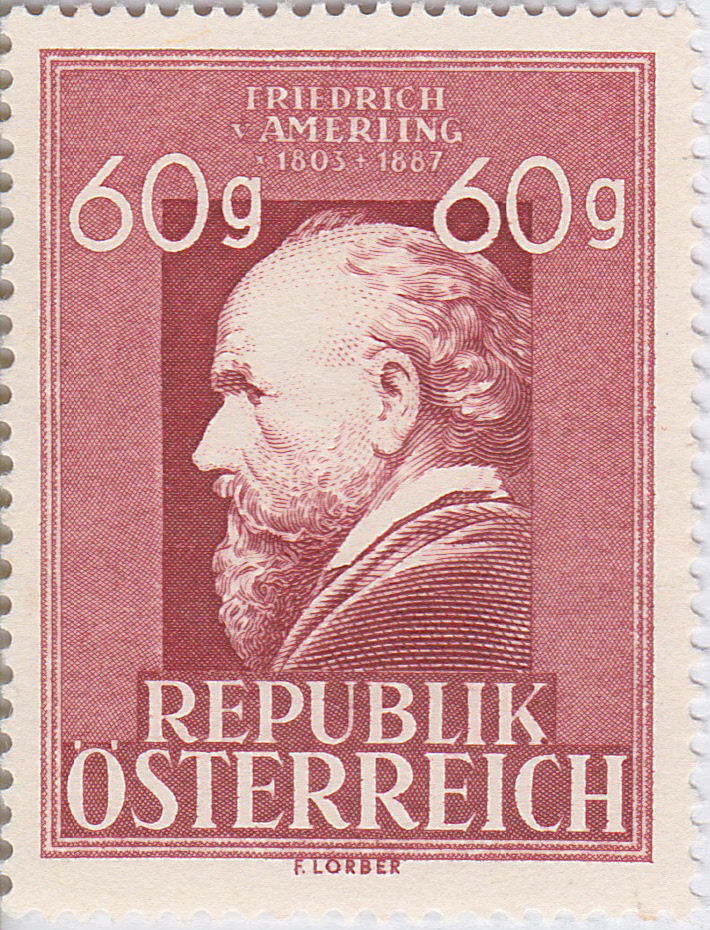 FRIEDRICH
v AMERLING
* 1803 + 1887
60g 60g
REPUBLIK
ÖSTERREICH
F. LORBER